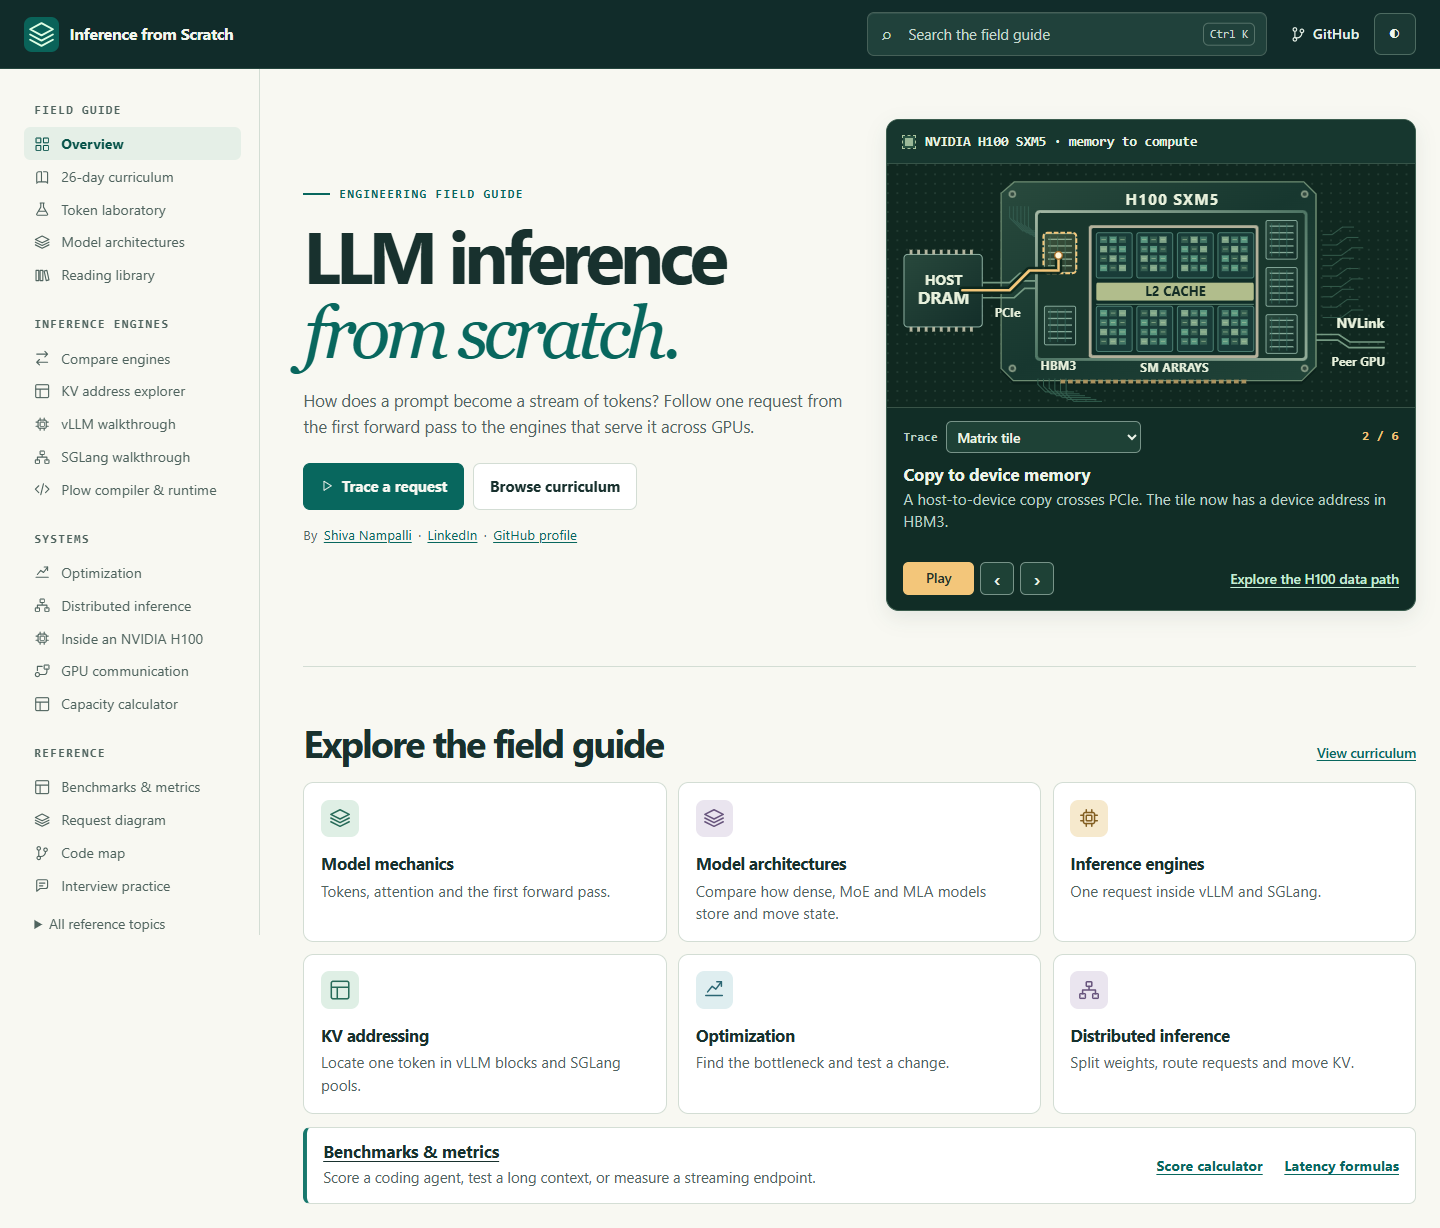 Inference from Scratch
Search the field guide
Ctrl K
GitHub
FIELD GUIDE
Overview
26-day curriculum
Token laboratory
Model architectures
Reading library
INFERENCE ENGINES
Compare engines
KV address explorer
vLLM walkthrough
SGLang walkthrough
Plow compiler & runtime
SYSTEMS
Optimization
Distributed inference
Inside an NVIDIA H100
GPU communication
Capacity calculator
REFERENCE
Benchmarks & metrics
Request diagram
Code map
Interview practice
All reference topics
ENGINEERING FIELD GUIDE
LLM inference
from scratch.
How does a prompt become a stream of tokens? Follow one request from
the first forward pass to the engines that serve it across GPUs.
Trace a request
Browse curriculum
By Shiva Nampalli · LinkedIn · GitHub profile
NVIDIA H100 SXM5 · memory to compute
H100 SXM5
HOST
DRAM
PCIe
L2 CACHE
HBM3
SM ARRAYS
NVLink
Peer GPU
Trace
Matrix tile
2 / 6
Copy to device memory
A host-to-device copy crosses PCIe. The tile now has a device address in
HBM3.
Play
‹
›
Explore the H100 data path
Explore the field guide
View curriculum
Model mechanics
Tokens, attention and the first forward pass.
Model architectures
Compare how dense, MoE and MLA models
store and move state.
Inference engines
One request inside vLLM and SGLang.
KV addressing
Locate one token in vLLM blocks and SGLang
pools.
Optimization
Find the bottleneck and test a change.
Distributed inference
Split weights, route requests and move KV.
Benchmarks & metrics
Score a coding agent, test a long context, or measure a streaming endpoint.
Score calculator
Latency formulas